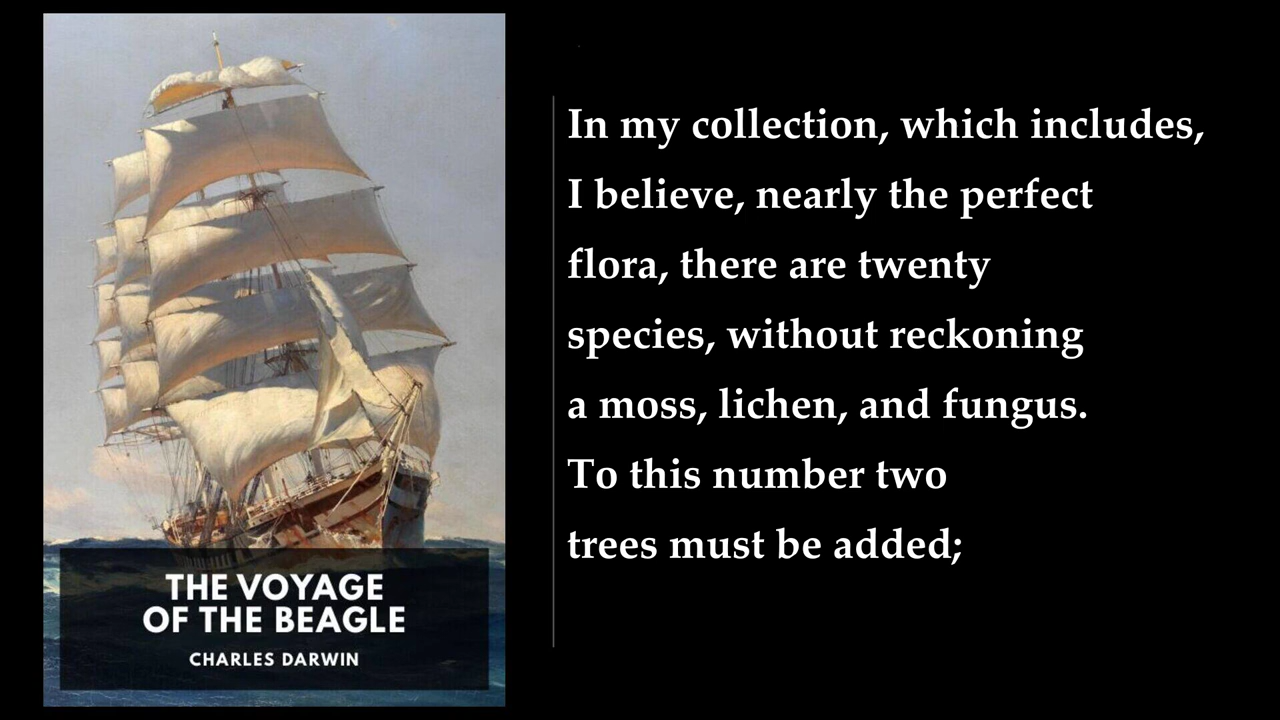 THE VOYAGE
OF THE BEAGLE
CHARLES DARWIN
In my collection, which includes,
I believe, nearly the perfect
flora, there are twenty
species, without reckoning
a moss, lichen, and fungus.
To this number two
trees must be added;